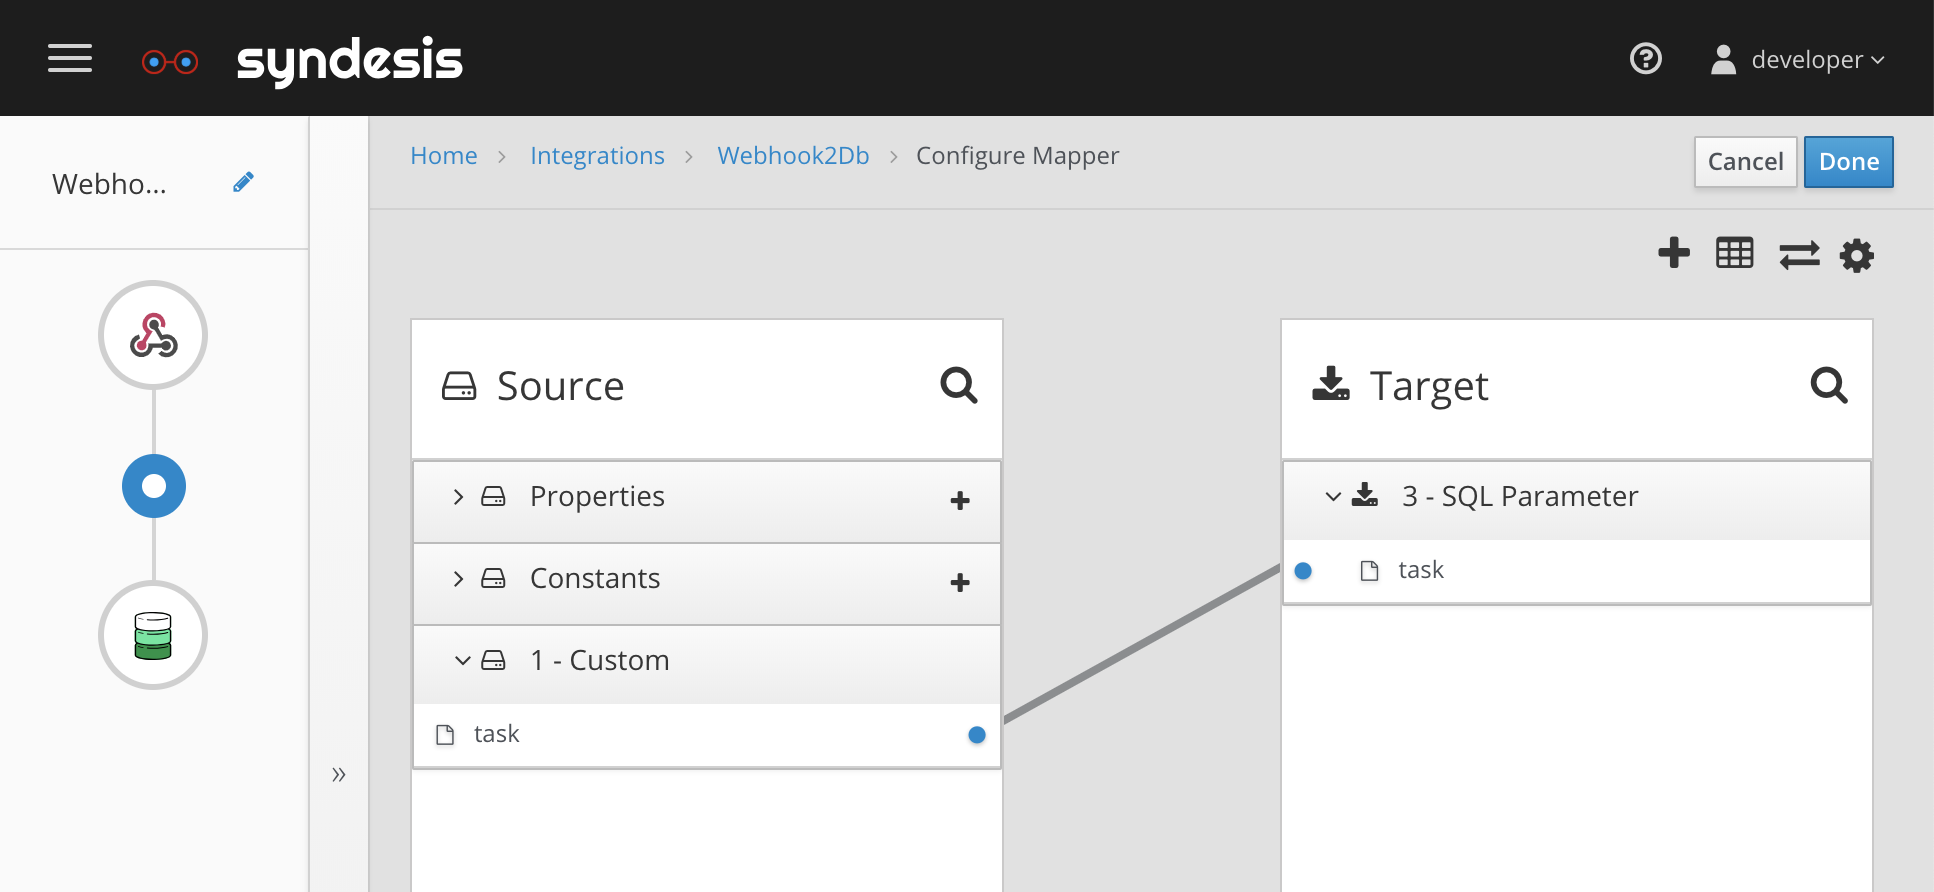 syndesis
developer
Webho...
Home > Integrations > Webhook2Db > Configure Mapper
Cancel
Done
Source
Properties
Constants
1 - Custom
task
Target
3 - SQL Parameter
task